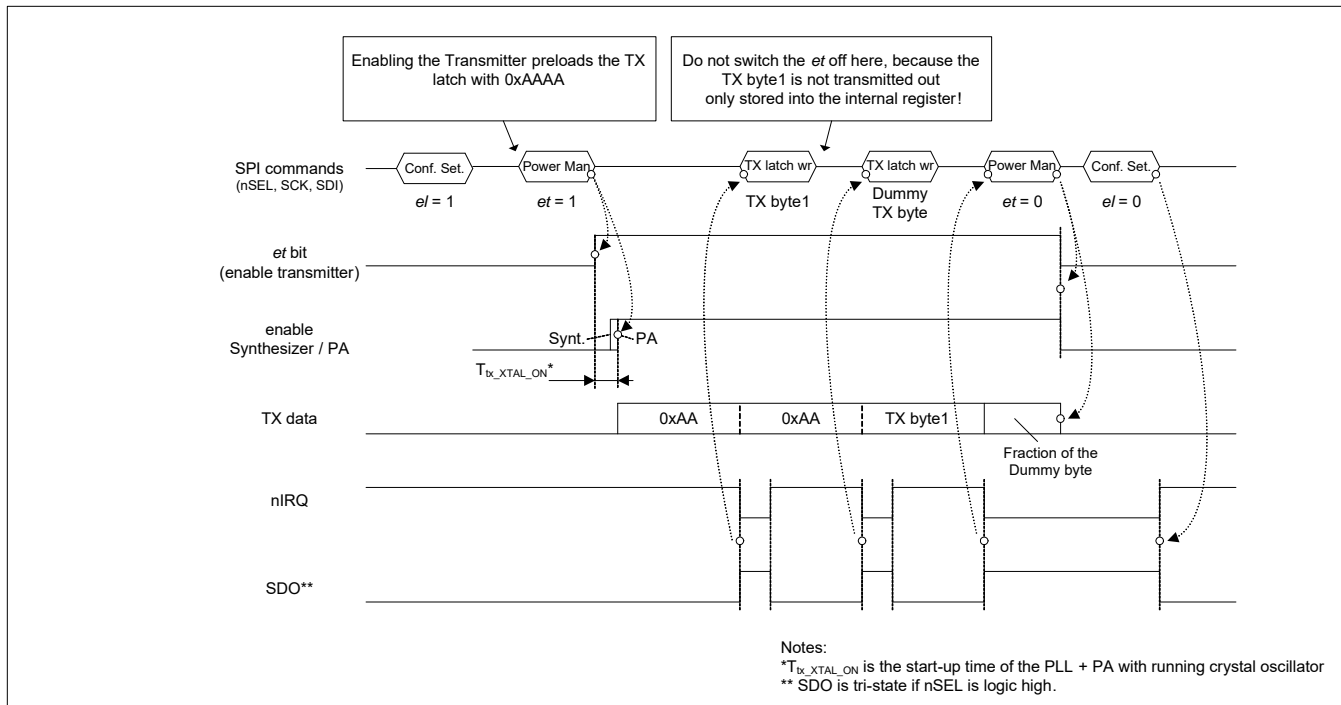 Enabling the Transmitter preloads the TX
latch with 0xAAAA
Do not switch the et off here, because the
TX byte1 is not transmitted out
only stored into the internal register!
SPI commands
(nSEL, SCK, SDI)
Conf. Set.
Power Man
TX latch wr
TX latch wr
Power Man
Conf. Set.
el = 1
et = 1
TX byte1
Dummy
TX byte
et = 0
el = 0
et bit
(enable transmitter)
enable
Synthesizer / PA
Synt.
PA
Ttx_XTAL_ON*
TX data
0xAA
0xAA
TX byte1
Fraction of the
Dummy byte
nIRQ
SDO**
Notes:
*Ttx_XTAL_ON is the start-up time of the PLL + PA with running crystal oscillator
** SDO is tri-state if nSEL is logic high.